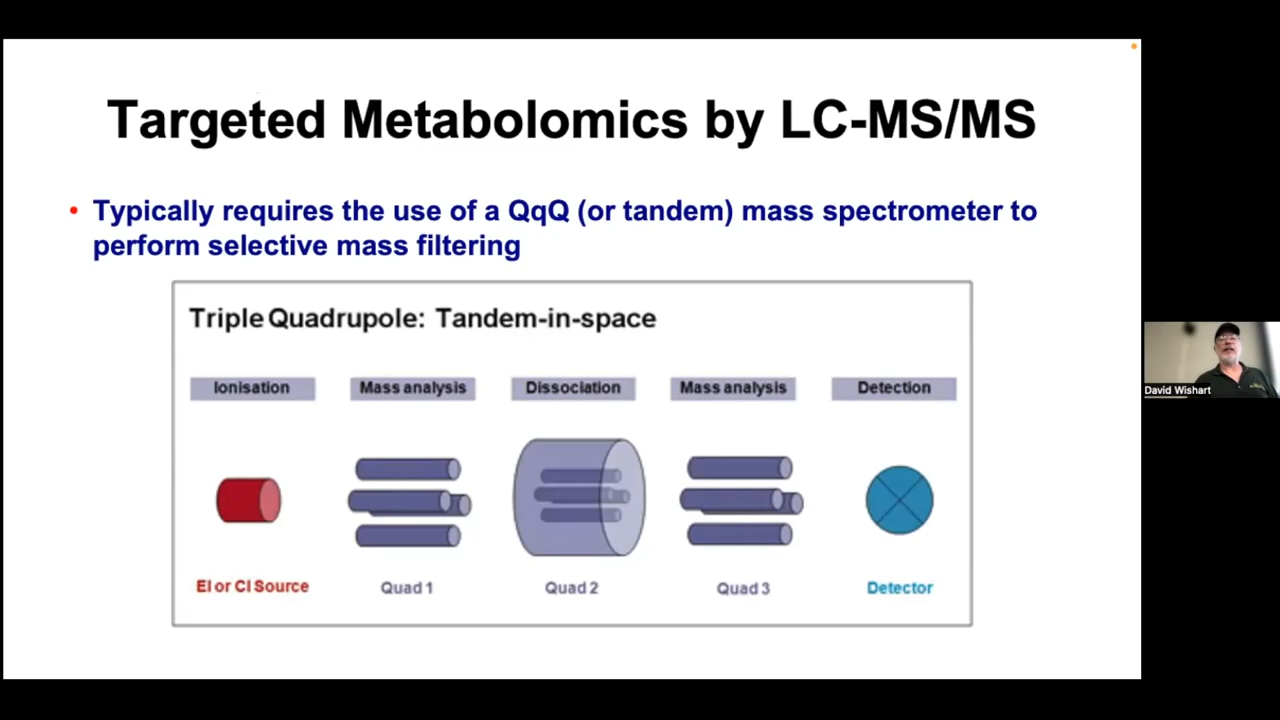 Targeted Metabolomics by LC-MS/MS
• Typically requires the use of a QqQ (or tandem) mass spectrometer to
perform selective mass filtering
Triple Quadrupole: Tandem-in-space
Ionisation Mass analysis Dissociation Mass analysis Detection
EI or CI Source Quad 1 Quad 2 Quad 3 Detector
David Wishart